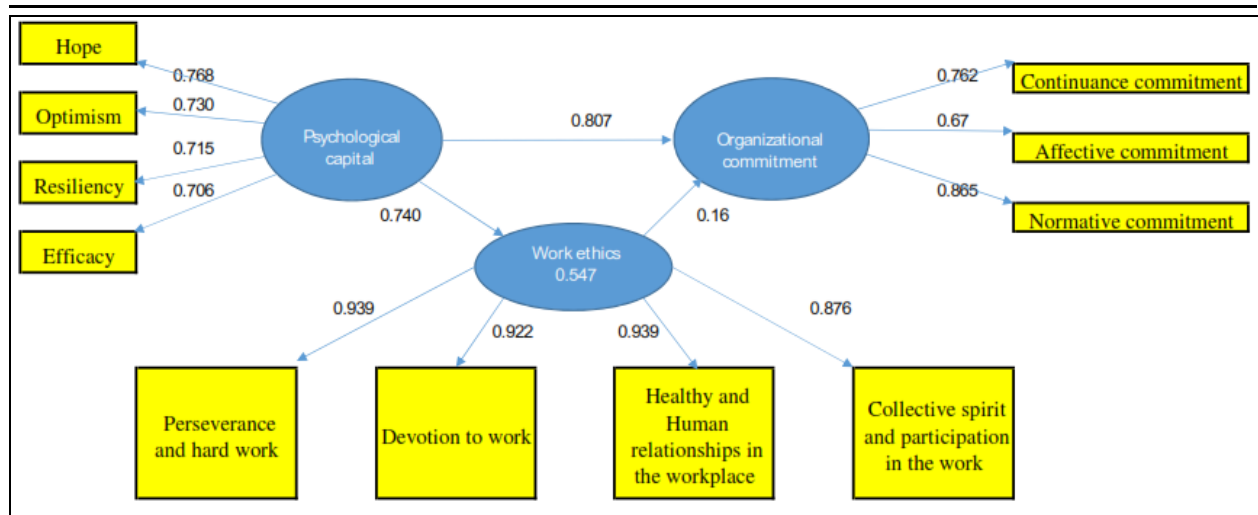 Hope
0.768
Optimism
0.730
Resiliency
0.715
Efficacy
0.706
Psychological
capital
0.807
0.740
Organizational
commitment
0.16
0.762
Continuance commitment
0.67
Affective commitment
0.865
Normative commitment
Work ethics
0.547
0.939
0.922
0.939
0.876
Perseverance
and hard work
Devotion to work
Healthy and
Human
relationships in
the workplace
Collective spirit
and participation
in the work